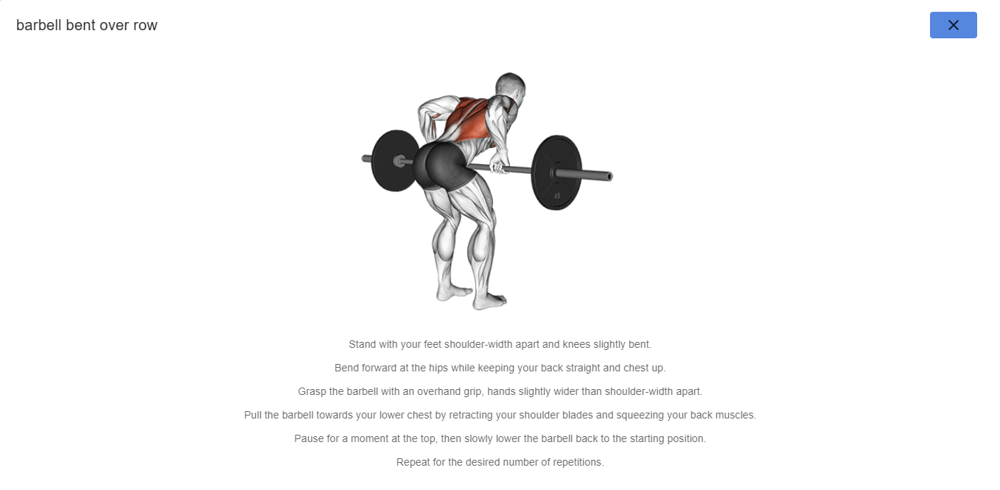 barbell bent over row
45
Stand with your feet shoulder-width apart and knees slightly bent.
Bend forward at the hips while keeping your back straight and chest up.
Grasp the barbell with an overhand grip, hands slightly wider than shoulder-width apart.
Pull the barbell towards your lower chest by retracting your shoulder blades and squeezing your back muscles.
Pause for a moment at the top, then slowly lower the barbell back to the starting position.
Repeat for the desired number of repetitions.